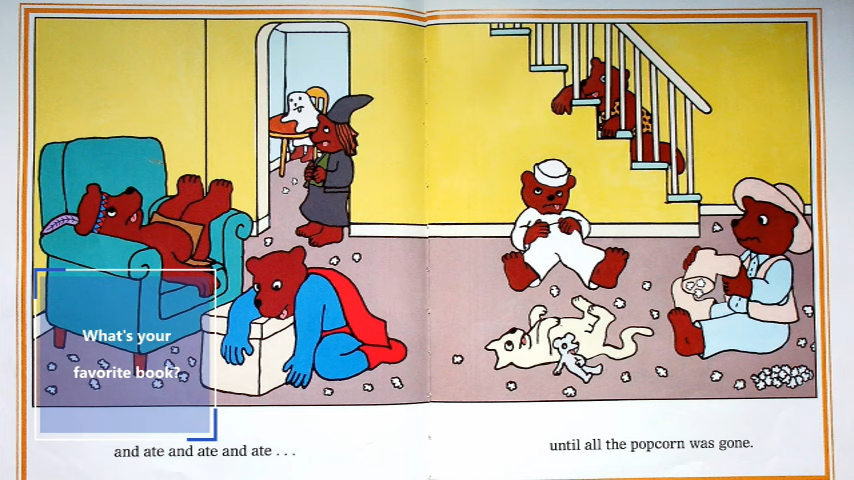 What's your
favorite book?
and ate and ate and ate . . .
until all the popcorn was gone.